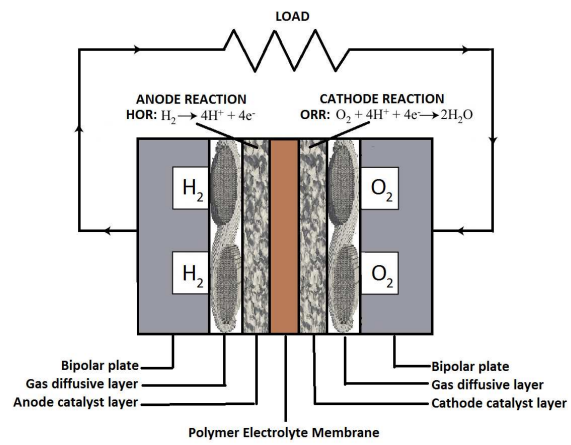 LOAD
ANODE REACTION
HOR: H₂ → 4H⁺ + 4e⁻
CATHODE REACTION
ORR: O₂ + 4H⁺ + 4e⁻ → 2H₂O
H₂
O₂
H₂
O₂
Bipolar plate
Gas diffusive layer
Anode catalyst layer
Bipolar plate
Gas diffusive layer
Cathode catalyst layer
Polymer Electrolyte Membrane